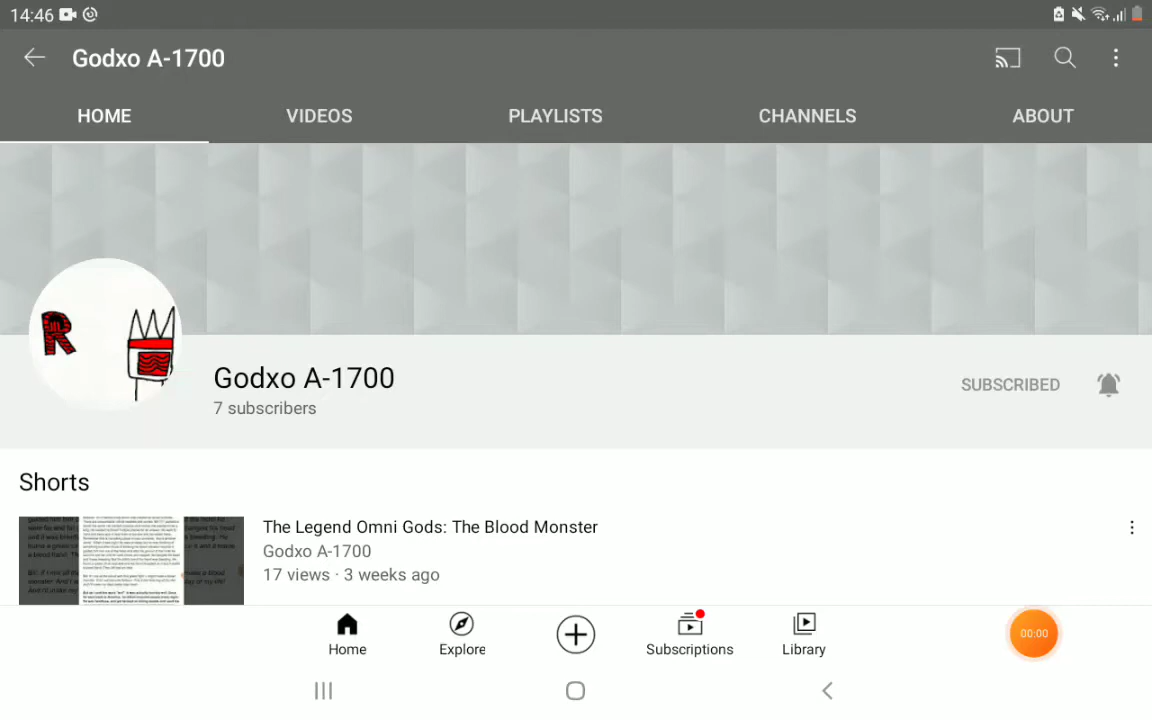 14:46
Godxo A-1700
HOME VIDEOS PLAYLISTS CHANNELS ABOUT
R
Godxo A-1700
7 subscribers
SUBSCRIBED
Shorts
The Legend Omni Gods: The Blood Monster
Godxo A-1700
17 views · 3 weeks ago
Home Explore Subscriptions Library
00:00